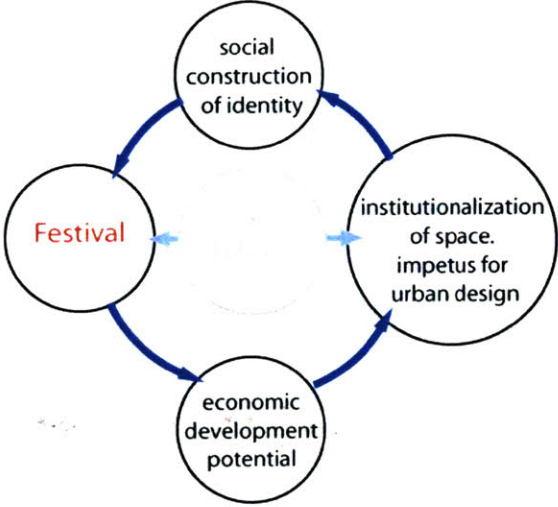 social
construction
of identity
Festival
institutionalization
of space.
impetus for
urban design
economic
development
potential